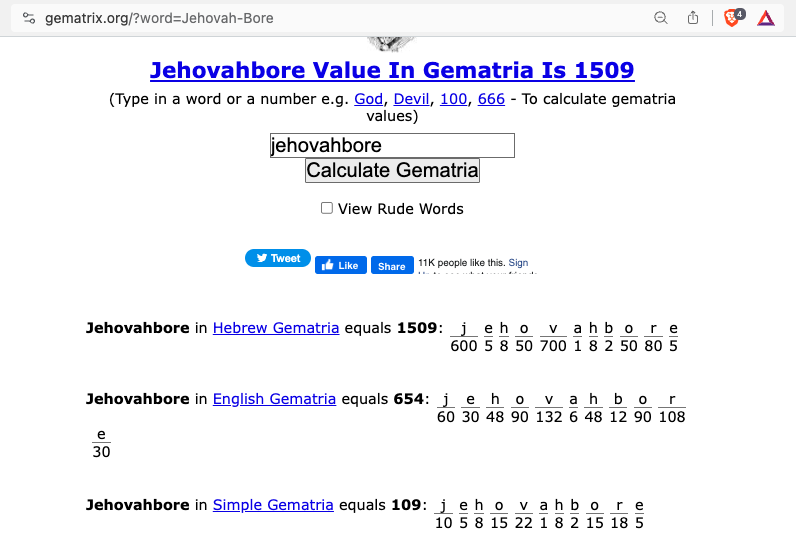 gematrix.org/?word=Jehovah-Bore
4
Jehovahbore Value In Gematria Is 1509
(Type in a word or a number e.g. God, Devil, 100, 666 - To calculate gematria
values)
jehovahbore
Calculate Gematria
View Rude Words
Tweet Like Share 11K people like this. Sign
Jehovahbore in Hebrew Gematria equals 1509: j e h o v a h b o r e
600 5 8 50 700 1 8 2 50 80 5
Jehovahbore in English Gematria equals 654: j e h o v a h b o r
60 30 48 90 132 6 48 12 90 108
e
30
Jehovahbore in Simple Gematria equals 109: j e h o v a h b o r e
10 5 8 15 22 1 8 2 15 18 5